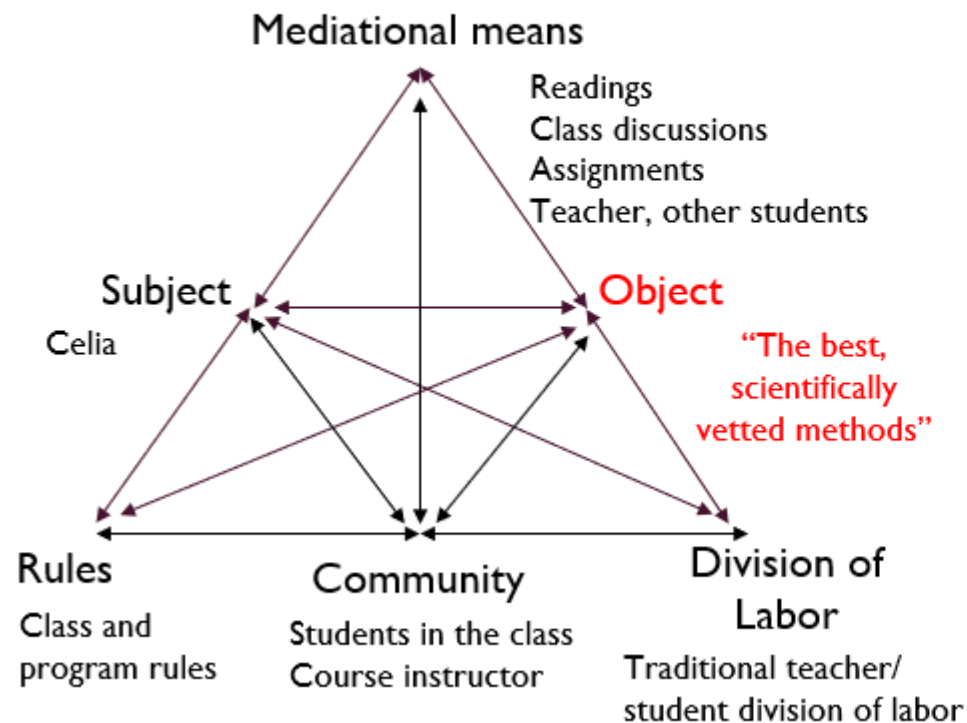 Mediational means
Readings
Class discussions
Assignments
Teacher, other students
Subject
Celia
Object
“The best,
scientifically
vetted methods”
Rules
Class and
program rules
Community
Students in the class
Course instructor
Division of
Labor
Traditional teacher/
student division of labor